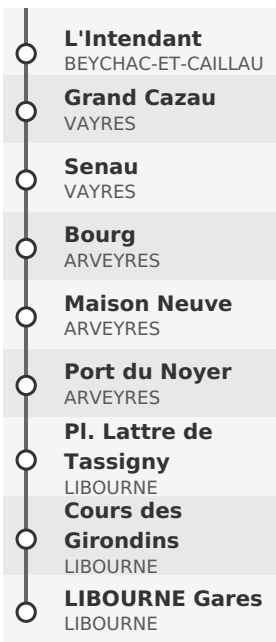 L'Intendant
BEYCHAC-ET-CAILLAU
Grand Cazau
VAYRES
Senau
VAYRES
Bourg
ARVEYRES
Maison Neuve
ARVEYRES
Port du Noyer
ARVEYRES
Pl. Lattre de
Tassigny
LIBOURNE
Cours des
Girondins
LIBOURNE
LIBOURNE Gares
LIBOURNE